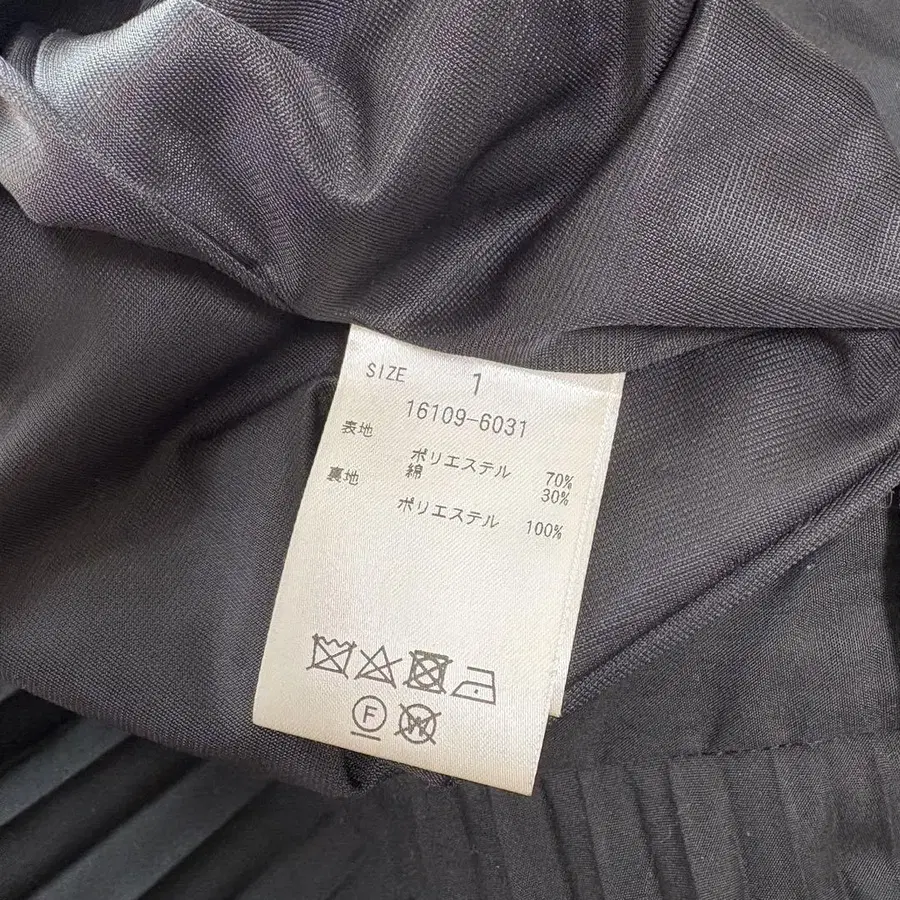 SIZE 1
16109-6031
表地
ポリエステル 70%
綿 30%
裏地
ポリエステル 100%
F
W